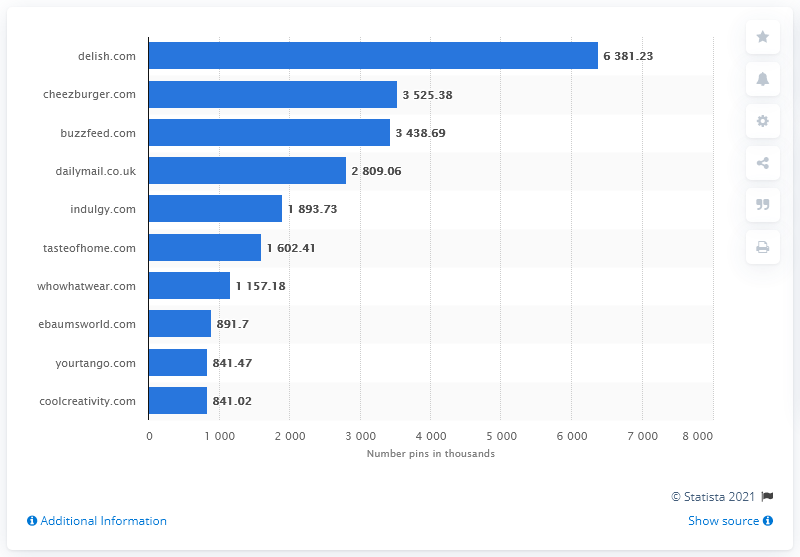 delish.com 6 381.23
cheezburger.com 3 525.38
buzzfeed.com 3 438.69
dailymail.co.uk 2 809.06
indulgy.com 1 893.73
tasteofhome.com 1 602.41
whowhatwear.com 1 157.18
ebaumsworld.com 891.7
yourtango.com 841.47
coolcreativity.com 841.02
0 1 000 2 000 3 000 4 000 5 000 6 000 7 000 8 000
Number pins in thousands
© Statista 2021
Additional Information Show source